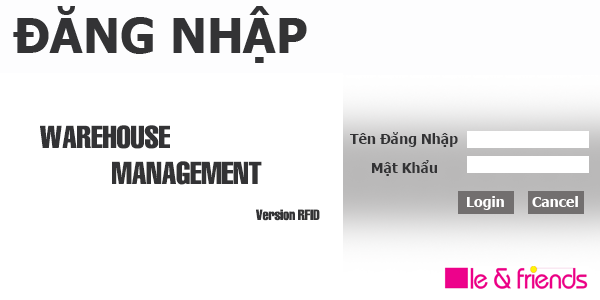 ĐĂNG NHẬP
WAREHOUSE
MANAGEMENT
Version RFID
Tên Đăng Nhập
Mật Khẩu
Login Cancel
le & friends